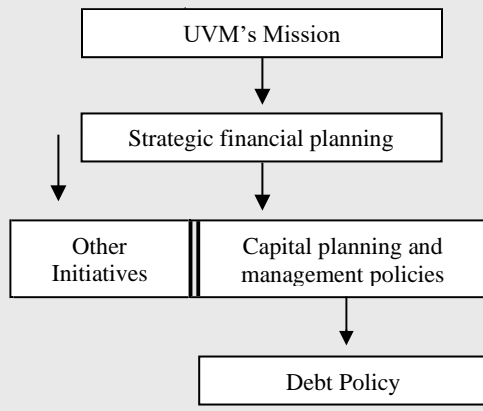 UVM’s Mission
Strategic financial planning
Other
Initiatives
Capital planning and
management policies
Debt Policy